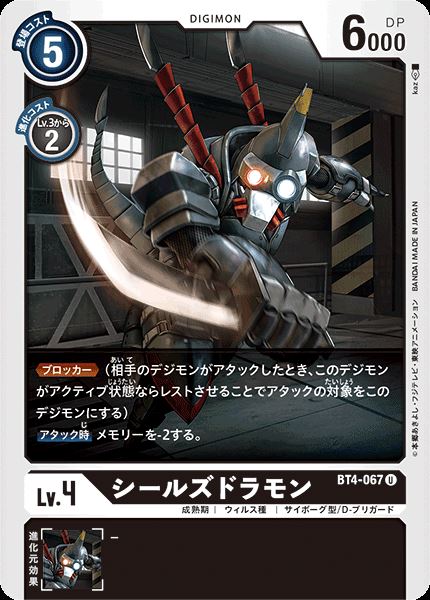 登場コスト
5
DIGIMON
DP
6000
進化コスト
Lv.3から
2
kaz
©本郷あきよし・フジテレビ・東映アニメーション BANDAI MADE IN JAPAN
ブロッカー (相手のデジモンがアタックしたとき、このデジモン
がアクティブ状態ならレストさせることでアタックの対象をこの
デジモンにする)
アタック時 メモリーを-2する。
Lv.4
シールズドラモン
BT4-067 U
成熟期 | ウィルス種 | サイボーグ型/D-ブリガード
進化元効果
-